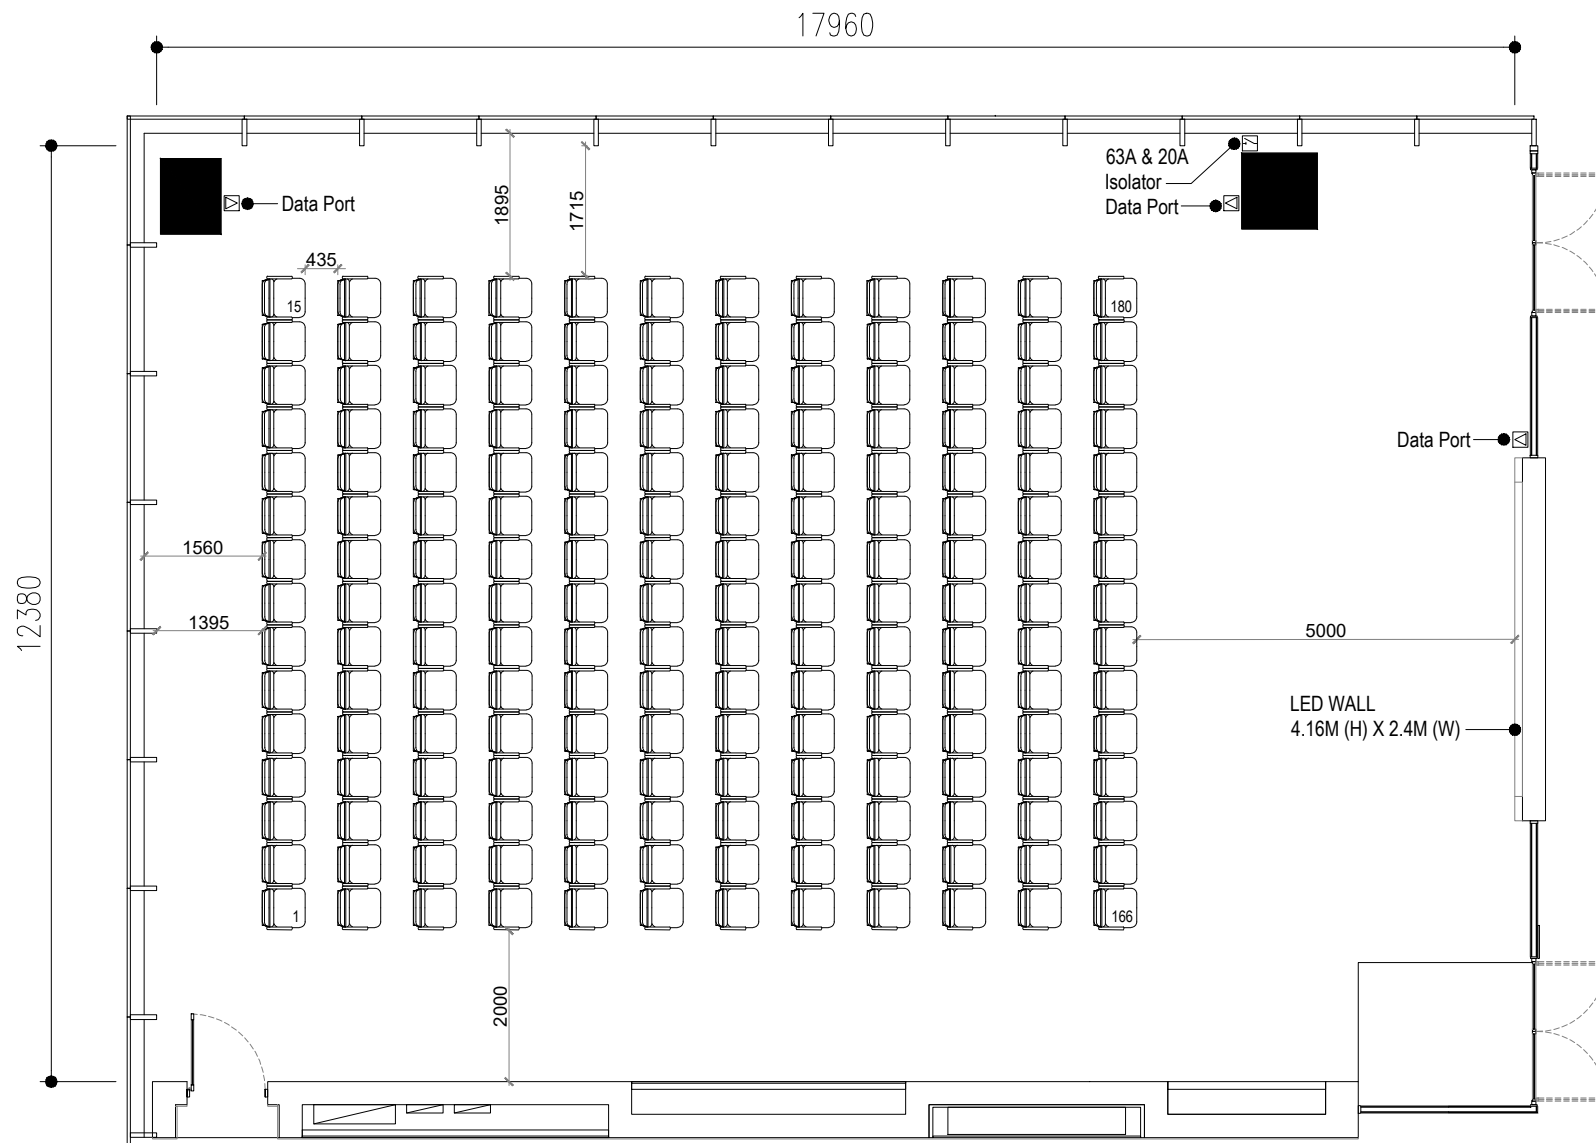 17960
63A & 20A
Isolator
Data Port
Data Port
1895
1715
435
15
180
Data Port
1560
1395
12380
5000
LED WALL
4.16M (H) X 2.4M (W)
1
166
2000